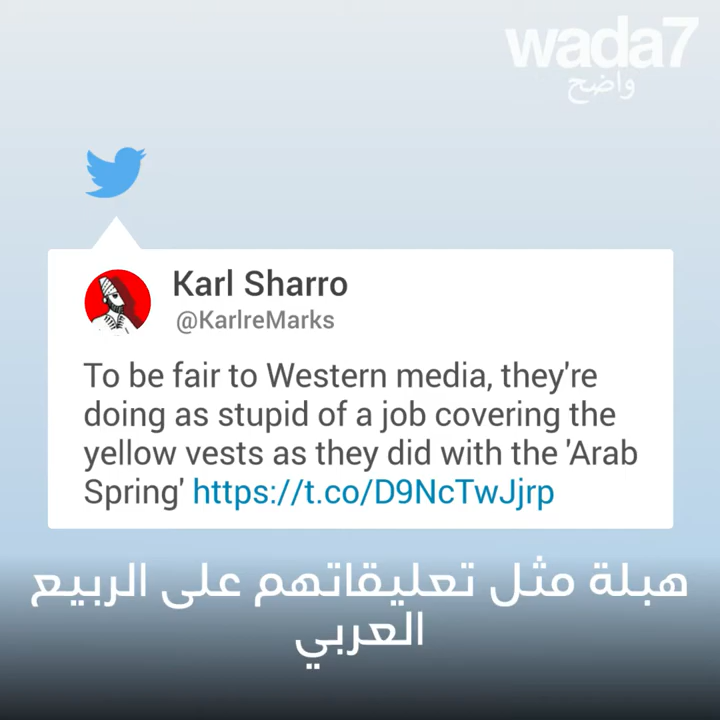 wada7
واضح
Karl Sharro
@KarlreMarks
To be fair to Western media, they're
doing as stupid of a job covering the
yellow vests as they did with the 'Arab
Spring' https://t.co/D9NcTwJjrp
هبلة مثل تعليقاتهم على الربيع
العربي